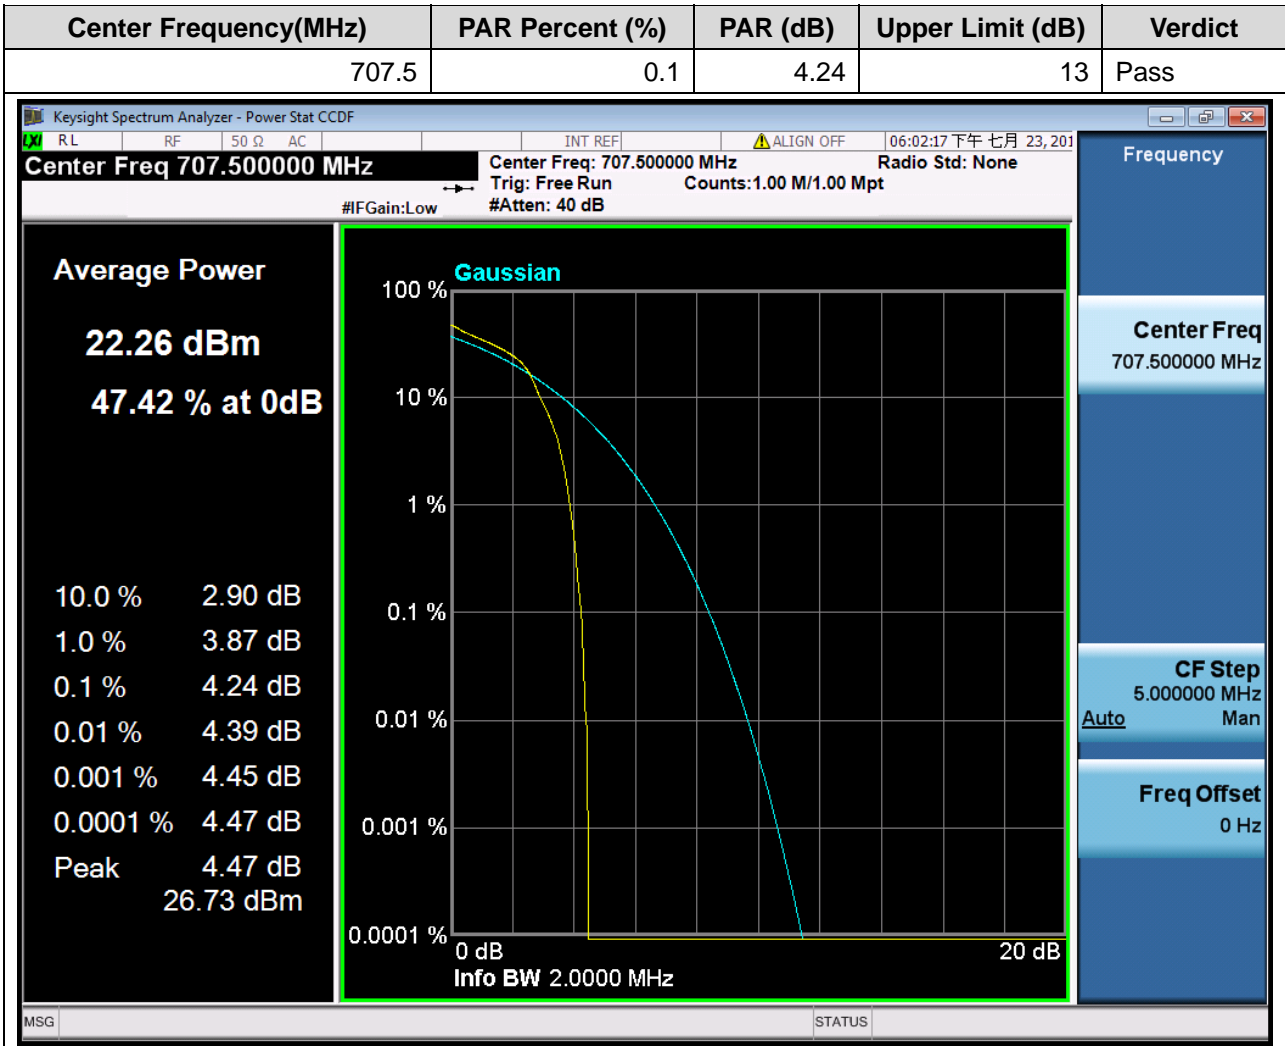 Center Frequency(MHz) PAR Percent (%) PAR (dB) Upper Limit (dB) Verdict
707.5 0.1 4.24 13 Pass
Keysight Spectrum Analyzer - Power Stat CCDF
LXI RL RF 50 Ω AC INT REF ALIGN OFF 06:02:17 下午 七月 23, 201
Center Freq 707.500000 MHz
Center Freq: 707.500000 MHz Radio Std: None
Trig: Free Run Counts:1.00 M/1.00 Mpt
#IFGain:Low #Atten: 40 dB
Average Power
22.26 dBm
47.42 % at 0dB
10.0 % 2.90 dB
1.0 % 3.87 dB
0.1 % 4.24 dB
0.01 % 4.39 dB
0.001 % 4.45 dB
0.0001 % 4.47 dB
Peak 4.47 dB
26.73 dBm
Gaussian
100 %
10 %
1 %
0.1 %
0.01 %
0.001 %
0.0001 %
0 dB 20 dB
Info BW 2.0000 MHz
Frequency
Center Freq
707.500000 MHz
CF Step
5.000000 MHz
Auto Man
Freq Offset
0 Hz
MSG STATUS